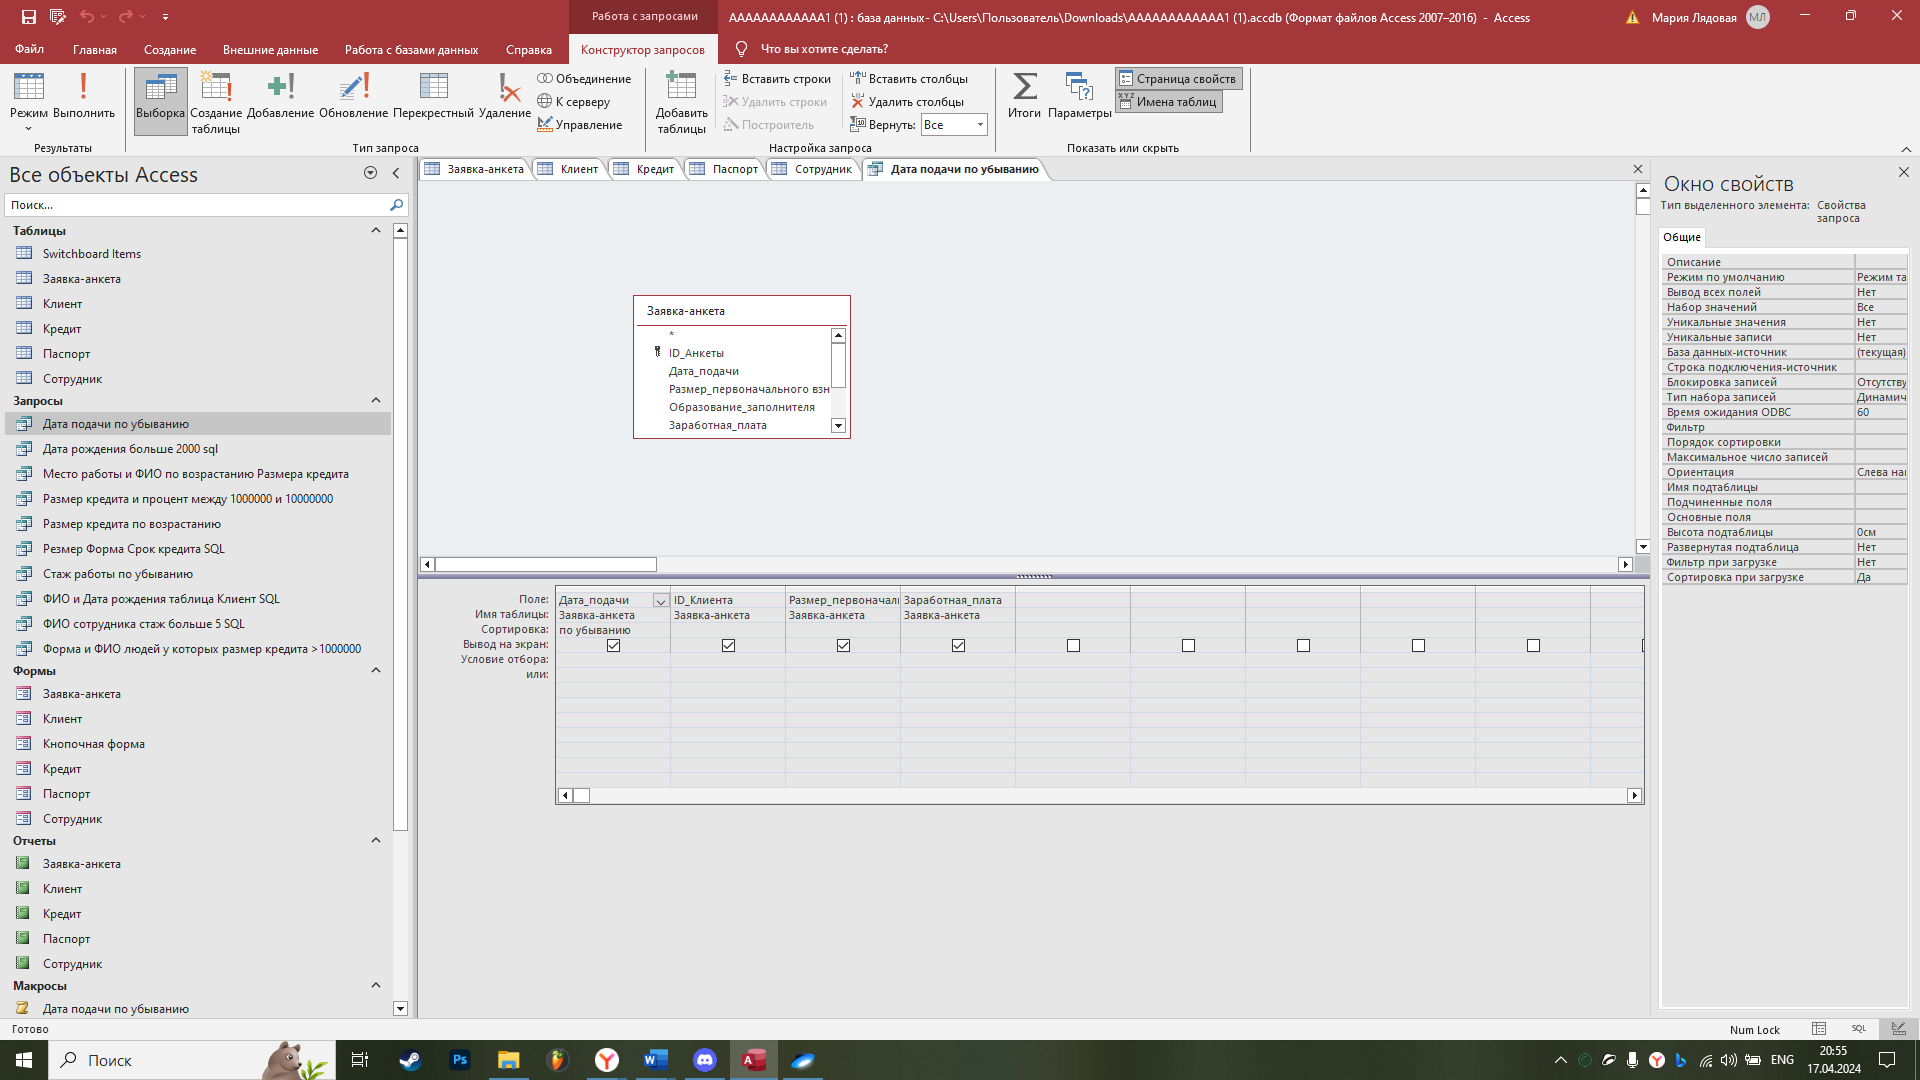 Работа с запросами
АААААААААААА1 (1) : база данных- C:\Users\Пользователь\Downloads\АААААААААААА1 (1).accdb (Формат файлов Access 2007–2016) - Access
Мария Лядовая
МЛ
Файл
Главная
Создание
Внешние данные
Работа с базами данных
Справка
Конструктор запросов
Что вы хотите сделать?
Режим
Выполнить
Результаты
Выборка
Создание таблицы
Добавление
Обновление
Перекрестный
Удаление
Объединение
К серверу
Управление
Тип запроса
Добавить таблицы
Вставить строки
Удалить строки
Построитель
Вставить столбцы
Удалить столбцы
Вернуть: Все
Настройка запроса
Итоги
Параметры
Страница свойств
Имена таблиц
Показать или скрыть
Все объекты Access
Поиск...
Таблицы
Switchboard Items
Заявка-анкета
Клиент
Кредит
Паспорт
Сотрудник
Запросы
Дата подачи по убыванию
Дата рождения больше 2000 sql
Место работы и ФИО по возрастанию Размера кредита
Размер кредита и процент между 1000000 и 10000000
Размер кредита по возрастанию
Резмер Форма Срок кредита SQL
Стаж работы по убыванию
ФИО и Дата рождения таблица Клиент SQL
ФИО сотрудника стаж больше 5 SQL
Форма и ФИО людей у которых размер кредита >1000000
Формы
Заявка-анкета
Клиент
Кнопочная форма
Кредит
Паспорт
Сотрудник
Отчеты
Заявка-анкета
Клиент
Кредит
Паспорт
Сотрудник
Макросы
Дата подачи по убыванию
Заявка-анкета
Клиент
Кредит
Паспорт
Сотрудник
Дата подачи по убыванию
Заявка-анкета
*
ID_Анкеты
Дата_подачи
Размер_первоначального взн
Образование_заполнителя
Заработная_плата
Поле: Дата_подачи ID_Клиента Размер_первоначал Заработная_плата
Имя таблицы: Заявка-анкета Заявка-анкета Заявка-анкета Заявка-анкета
Сортировка: по убыванию
Вывод на экран:
Условие отбора:
или:
Окно свойств
Тип выделенного элемента: Свойства запроса
Общие
Описание
Режим по умолчанию Режим та
Вывод всех полей Нет
Набор значений Все
Уникальные значения Нет
Уникальные записи Нет
База данных-источник (текущая)
Строка подключения-источник
Блокировка записей Отсутству
Тип набора записей Динамич
Время ожидания ODBC 60
Фильтр
Порядок сортировки
Максимальное число записей
Ориентация Слева нап
Имя подтаблицы
Подчиненные поля
Основные поля
Высота подтаблицы 0см
Развернутая подтаблица Нет
Фильтр при загрузке Нет
Сортировка при загрузке Да
Готово
Num Lock
SQL
Поиск
ENG
20:55
17.04.2024